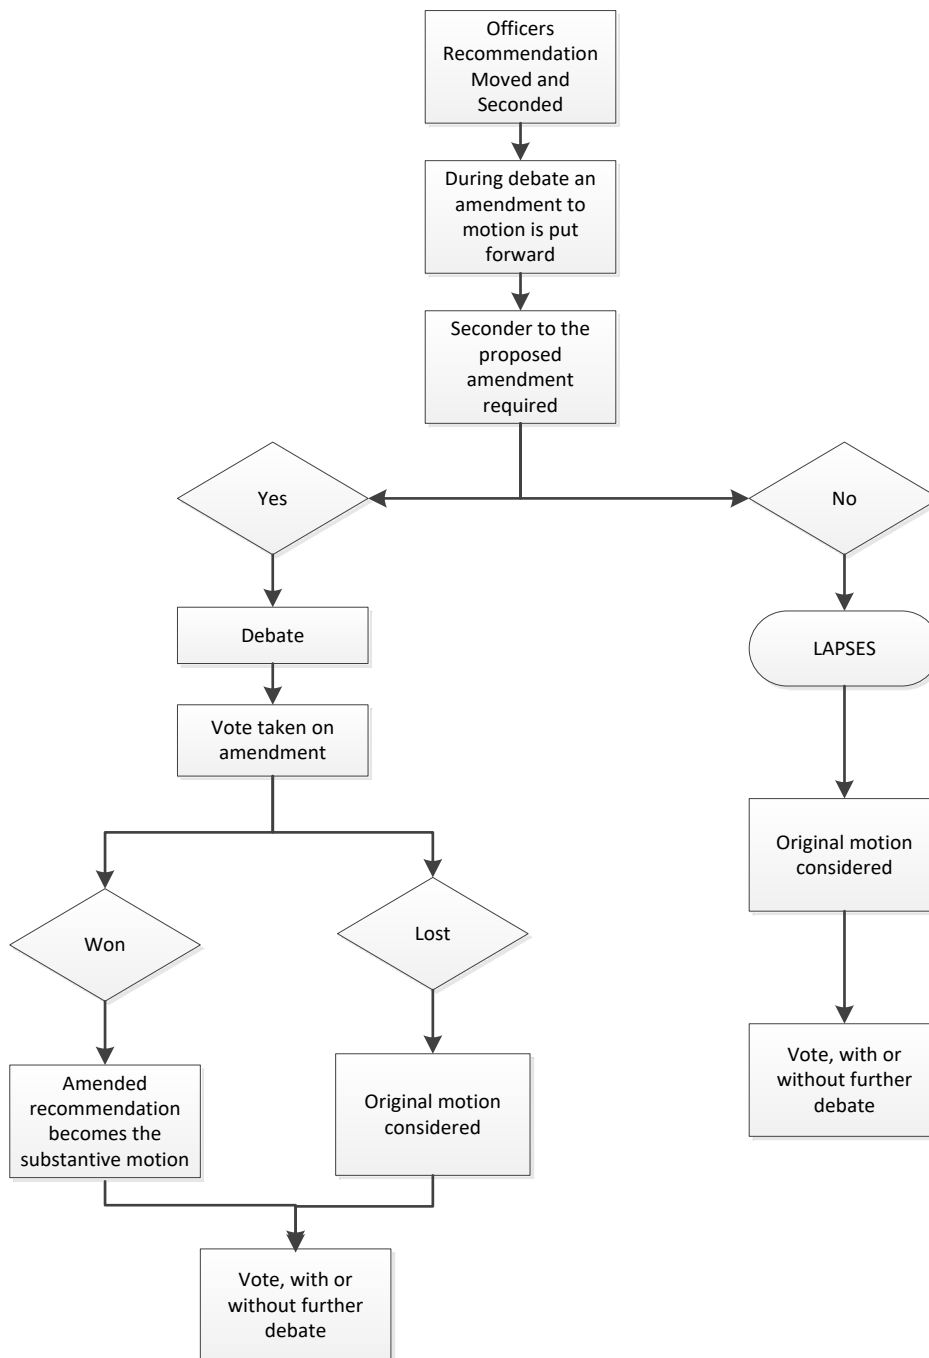 Officers
Recommendation
Moved and
Seconded
During debate an
amendment to
motion is put
forward
Seconder to the
proposed
amendment
required
Yes
No
Debate
LAPSES
Vote taken on
amendment
Original motion
considered
Won
Lost
Vote, with or
without further
debate
Amended
recommendation
becomes the
substantive motion
Original motion
considered
Vote, with or
without further
debate